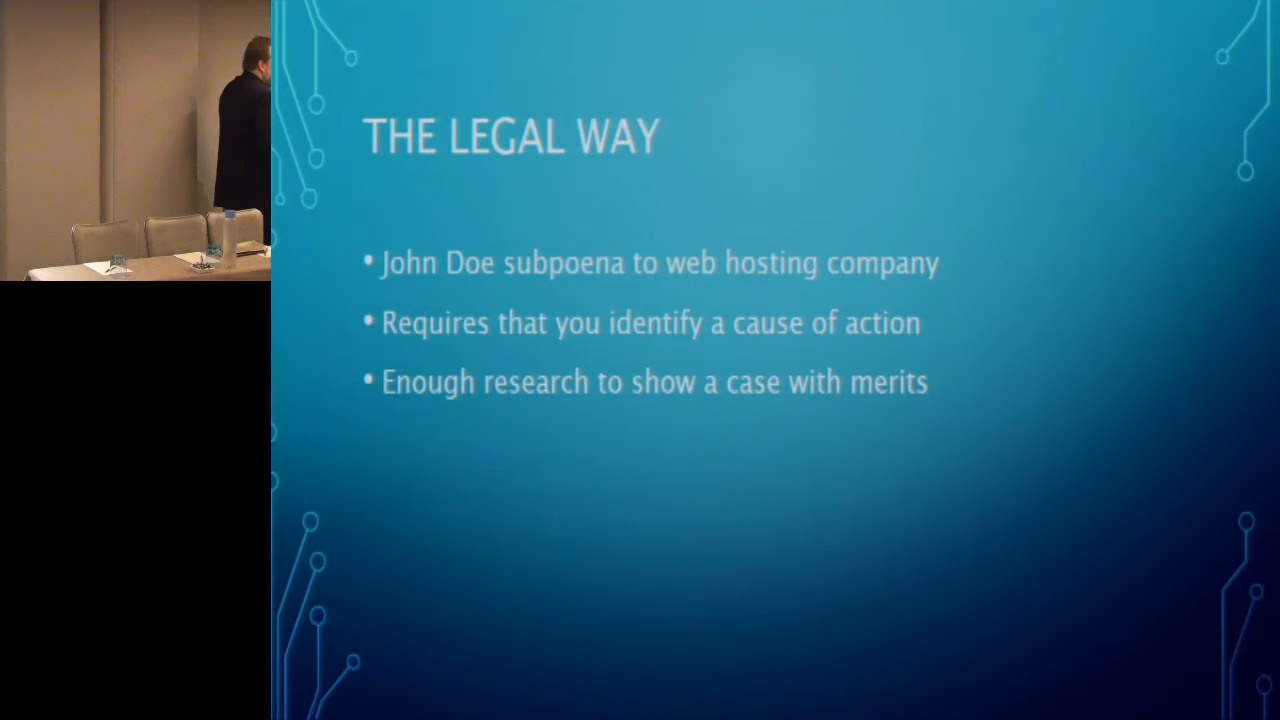 THE LEGAL WAY
• John Doe subpoena to web hosting company
• Requires that you identify a cause of action
• Enough research to show a case with merits